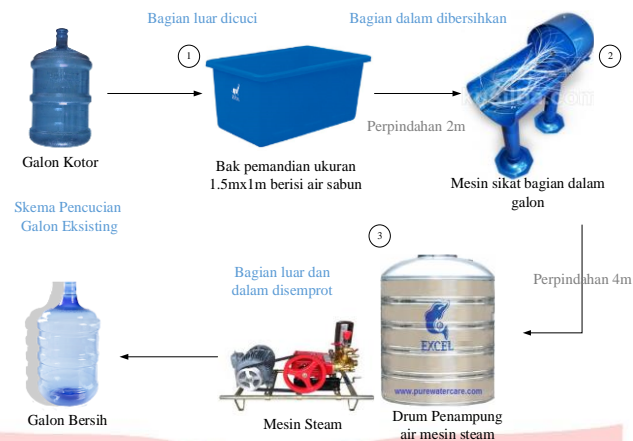 Bagian luar dicuci
Bagian dalam dibersihkan
1
2
EXCEL
Perpindahan 2m
Galon Kotor
Bak pemandian ukuran
1.5mx1m berisi air sabun
Mesin sikat bagian dalam
galon
Skema Pencucian
Galon Eksisting
3
Bagian luar dan
dalam disemprot
Perpindahan 4m
EXCEL
www.purewatercare.com
Galon Bersih
Mesin Steam
Drum Penampung
air mesin steam